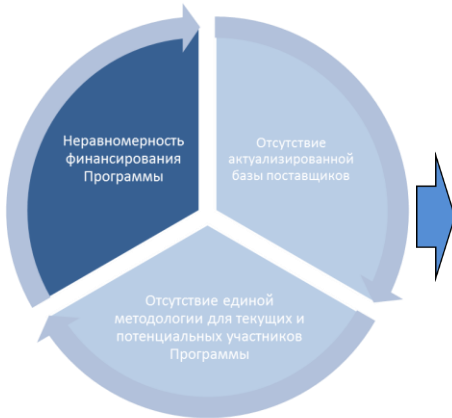 Неравномерность
финансирования
Программы
Отсутствие
актуализированной
базы поставщиков
Отсутствие единой
методологии для текущих и
потенциальных участников
Программы